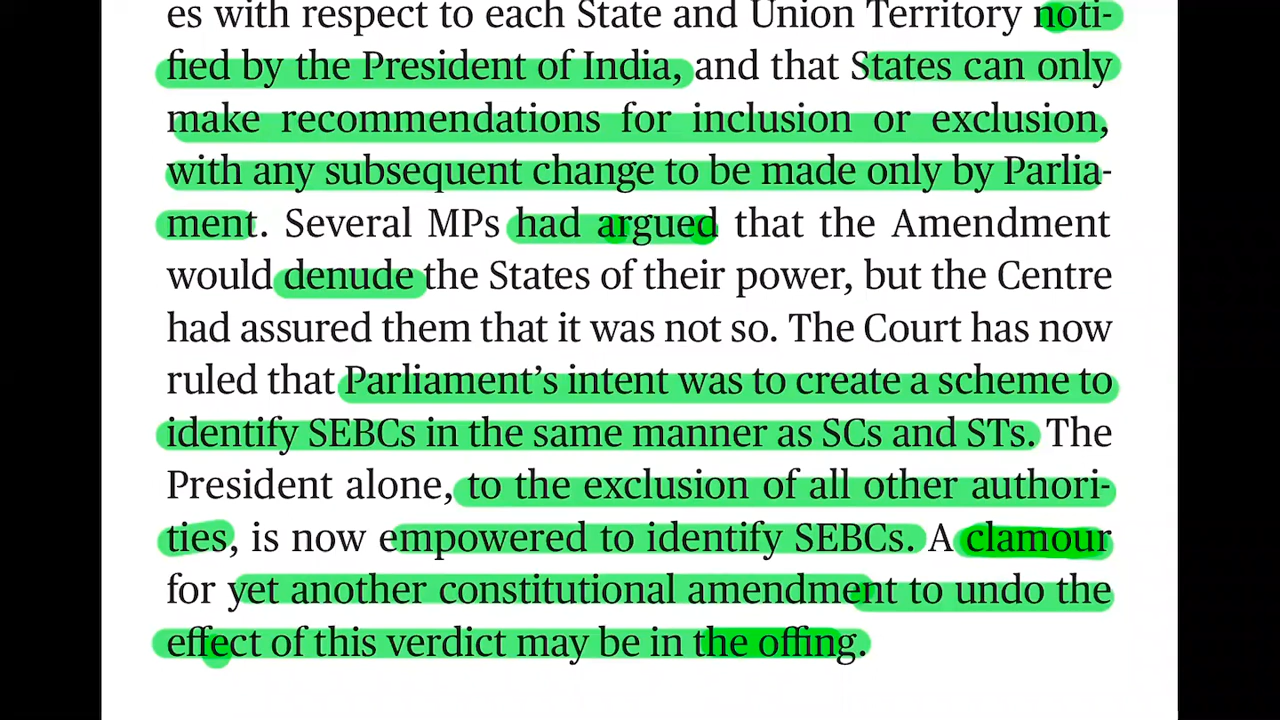 es with respect to each State and Union Territory noti-
fied by the President of India, and that States can only
make recommendations for inclusion or exclusion,
with any subsequent change to be made only by Parlia-
ment. Several MPs had argued that the Amendment
would denude the States of their power, but the Centre
had assured them that it was not so. The Court has now
ruled that Parliament’s intent was to create a scheme to
identify SEBCs in the same manner as SCs and STs. The
President alone, to the exclusion of all other authori-
ties, is now empowered to identify SEBCs. A clamour
for yet another constitutional amendment to undo the
effect of this verdict may be in the offing.